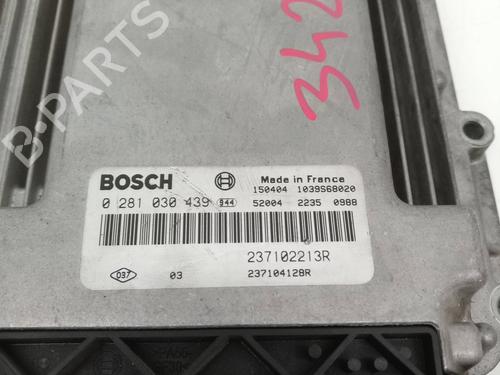 342
B-PARTS
BOSCH Made in France
150404 1039S68020
0 281 030 439 944 52004 2235 0988
237102213R
037 03 237104128R